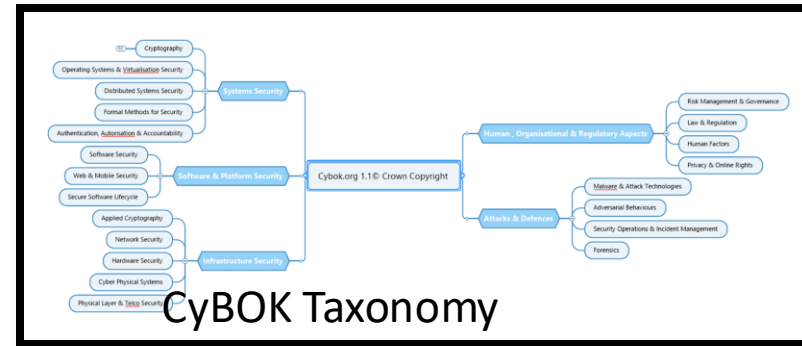 Cryptography
Operating Systems & Virtualisation Security
Distributed Systems Security
Formal Methods for Security
Authentication, Autorisation & Accountability
Systems Security
Software Security
Web & Mobile Security
Secure Software Lifecycle
Software & Platform Security
Applied Cryptography
Network Security
Hardware Security
Cyber Physical Systems
Physical Layer & Telco Security
Infrastructure Security
Cybok.org 1.1© Crown Copyright
Human , Organisational & Regulatory Aspects
Risk Management & Governance
Law & Regulation
Human Factors
Privacy & Online Rights
Attacks & Defences
Malware & Attack Technologies
Adversarial Behaviours
Security Operations & Incident Management
Forensics
CyBOK Taxonomy